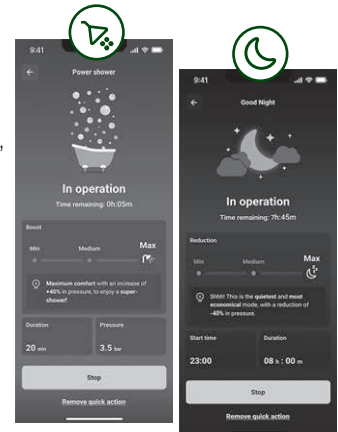 9:41
Power shower
In operation
Time remaining: 0h:05m
Boost
Min Medium Max
Maximum comfort with an increase of
+40% in pressure, to enjoy a super-
shower!
Duration Pressure
20 min 3.5 bar
Stop
Remove quick action
9:41
Good Night
In operation
Time remaining: 7h:45m
Reduction
Min Medium Max
Shhh! This is the quietest and most
economical mode, with a reduction of
-40% in pressure.
Start time Duration
23:00 08 h : 00 m
Stop
Remove quick action